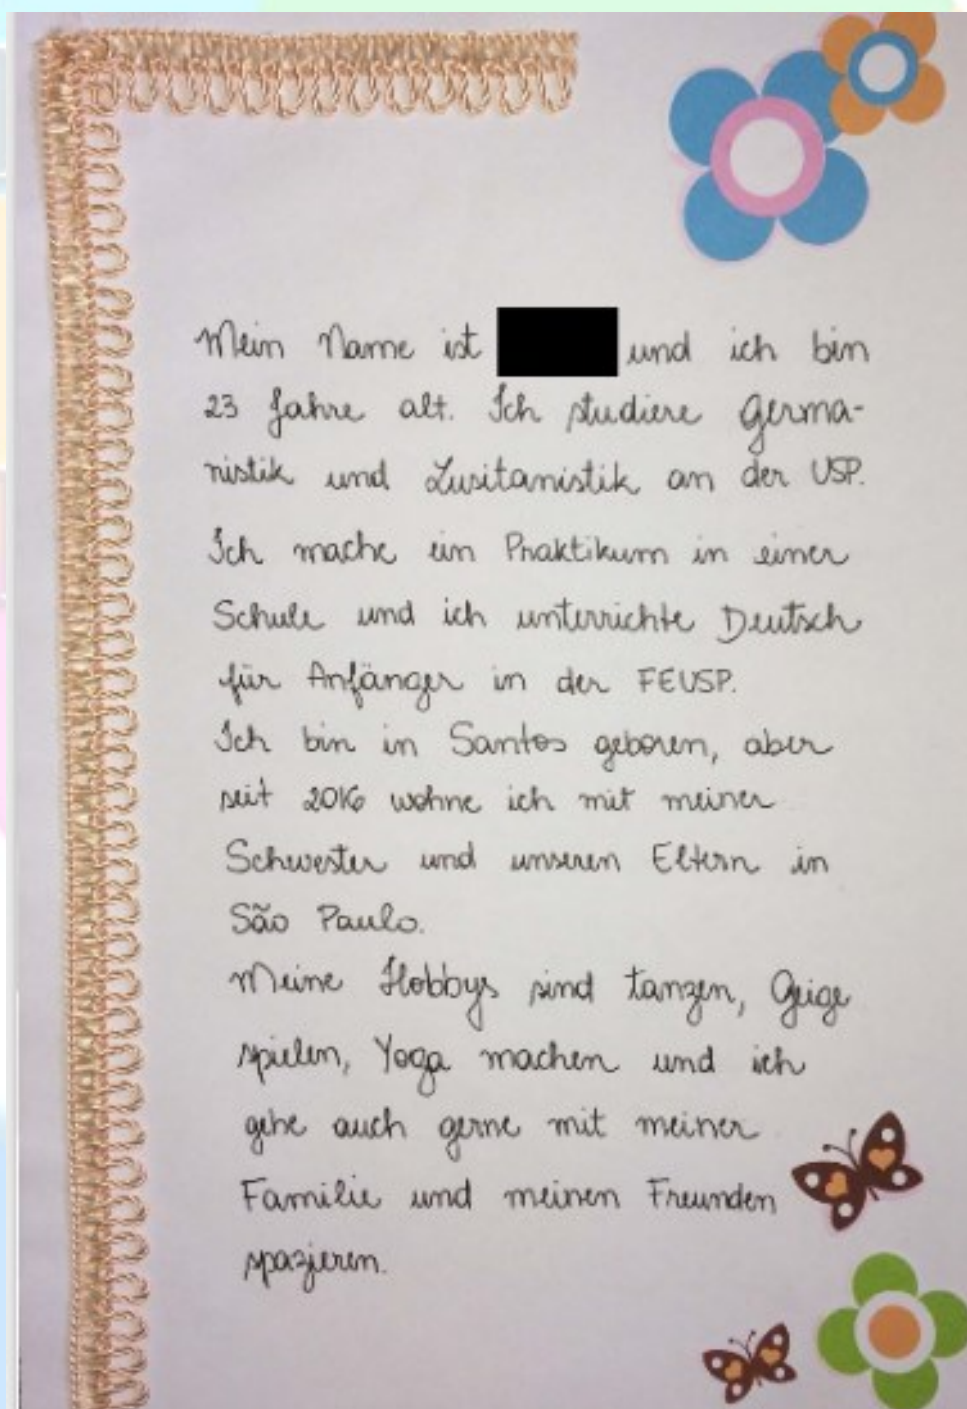 Mein Name ist und ich bin
23 Jahre alt. Ich studiere Germa-
nistik und Lusitanistik an der USP.
Ich mache ein Praktikum in einer
Schule und ich unterrichte Deutsch
für Anfänger in der FEUSP.
Ich bin in Santos geboren, aber
seit 2016 wohne ich mit meiner
Schwester und unseren Eltern in
São Paulo.
Meine Hobbys sind tanzen, Geige
spielen, Yoga machen und ich
gehe auch gerne mit meiner
Familie und meinen Freunden
spazieren.